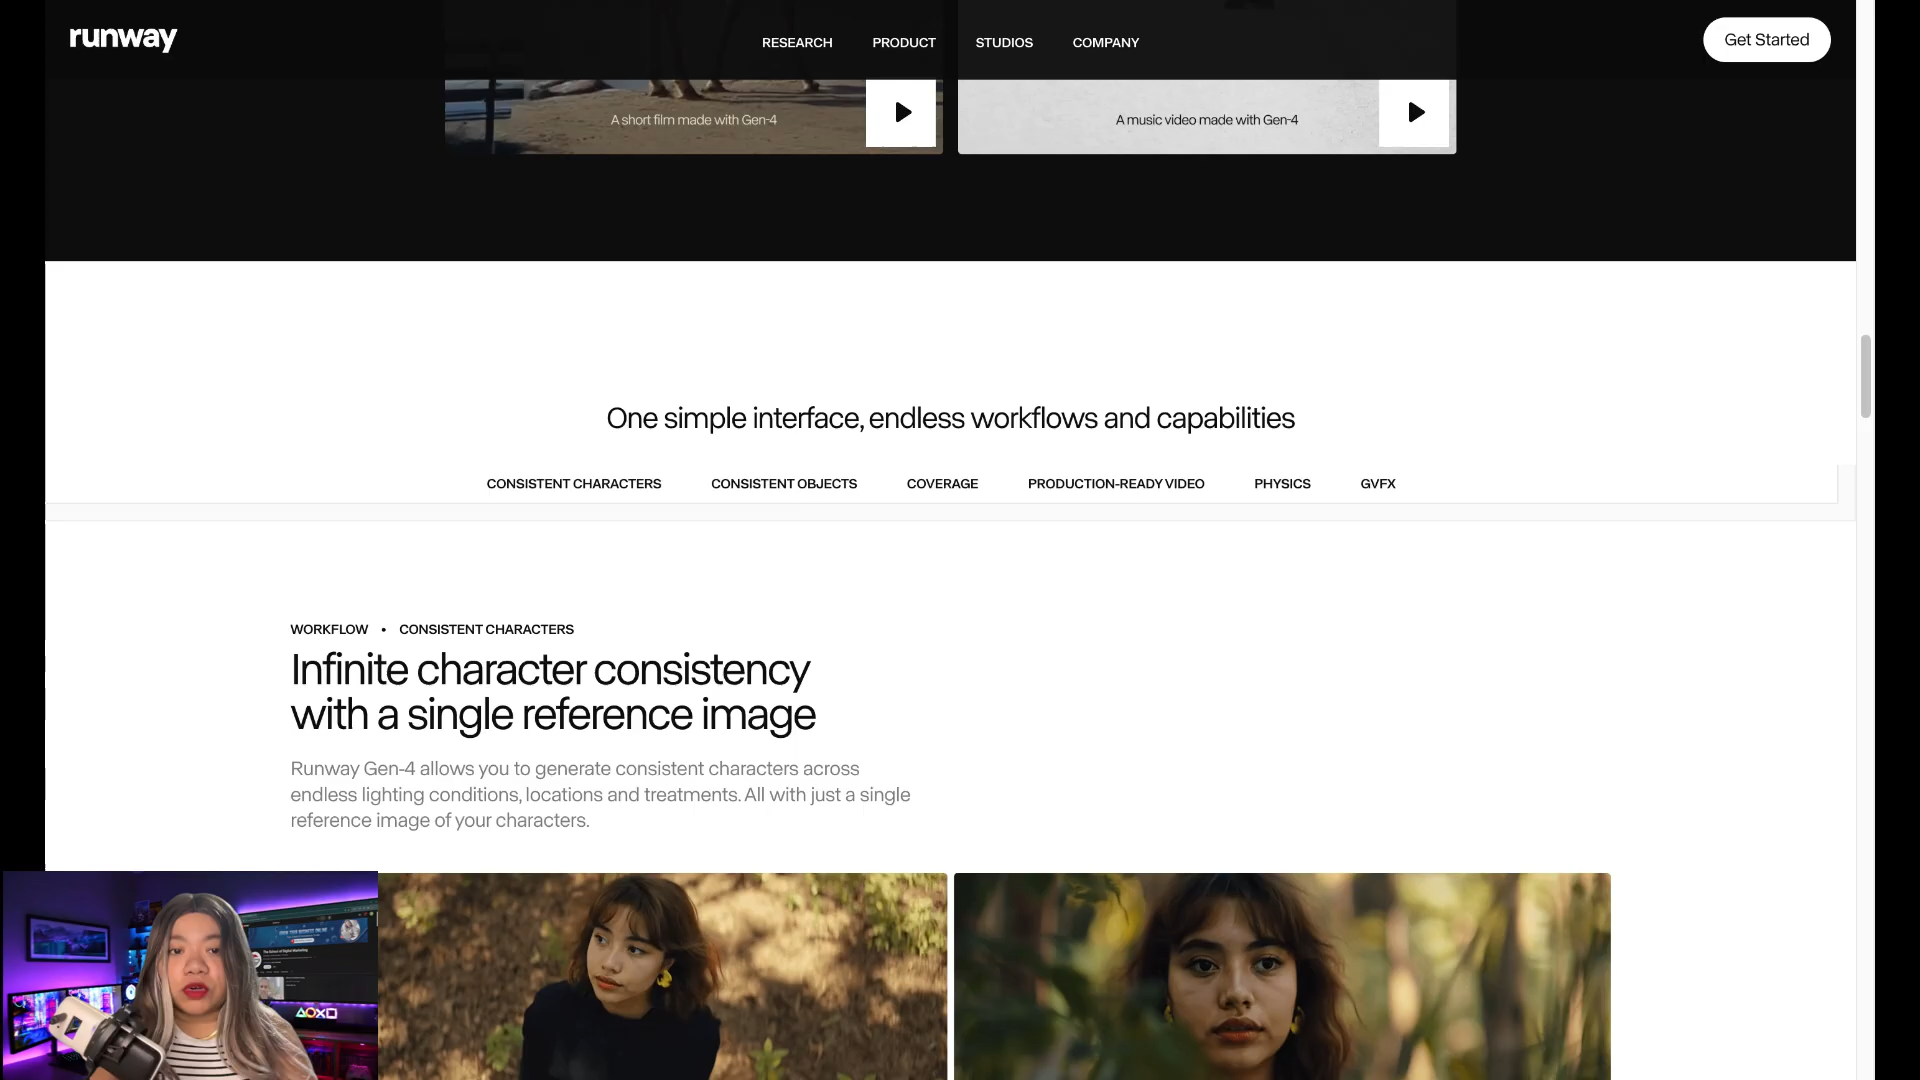 runway
RESEARCH
PRODUCT
STUDIOS
COMPANY
Get Started
A short film made with Gen-4
A music video made with Gen-4
One simple interface, endless workflows and capabilities
CONSISTENT CHARACTERS
CONSISTENT OBJECTS
COVERAGE
PRODUCTION-READY VIDEO
PHYSICS
GVFX
WORKFLOW • CONSISTENT CHARACTERS
Infinite character consistency
with a single reference image
Runway Gen-4 allows you to generate consistent characters across
endless lighting conditions, locations and treatments. All with just a single
reference image of your characters.